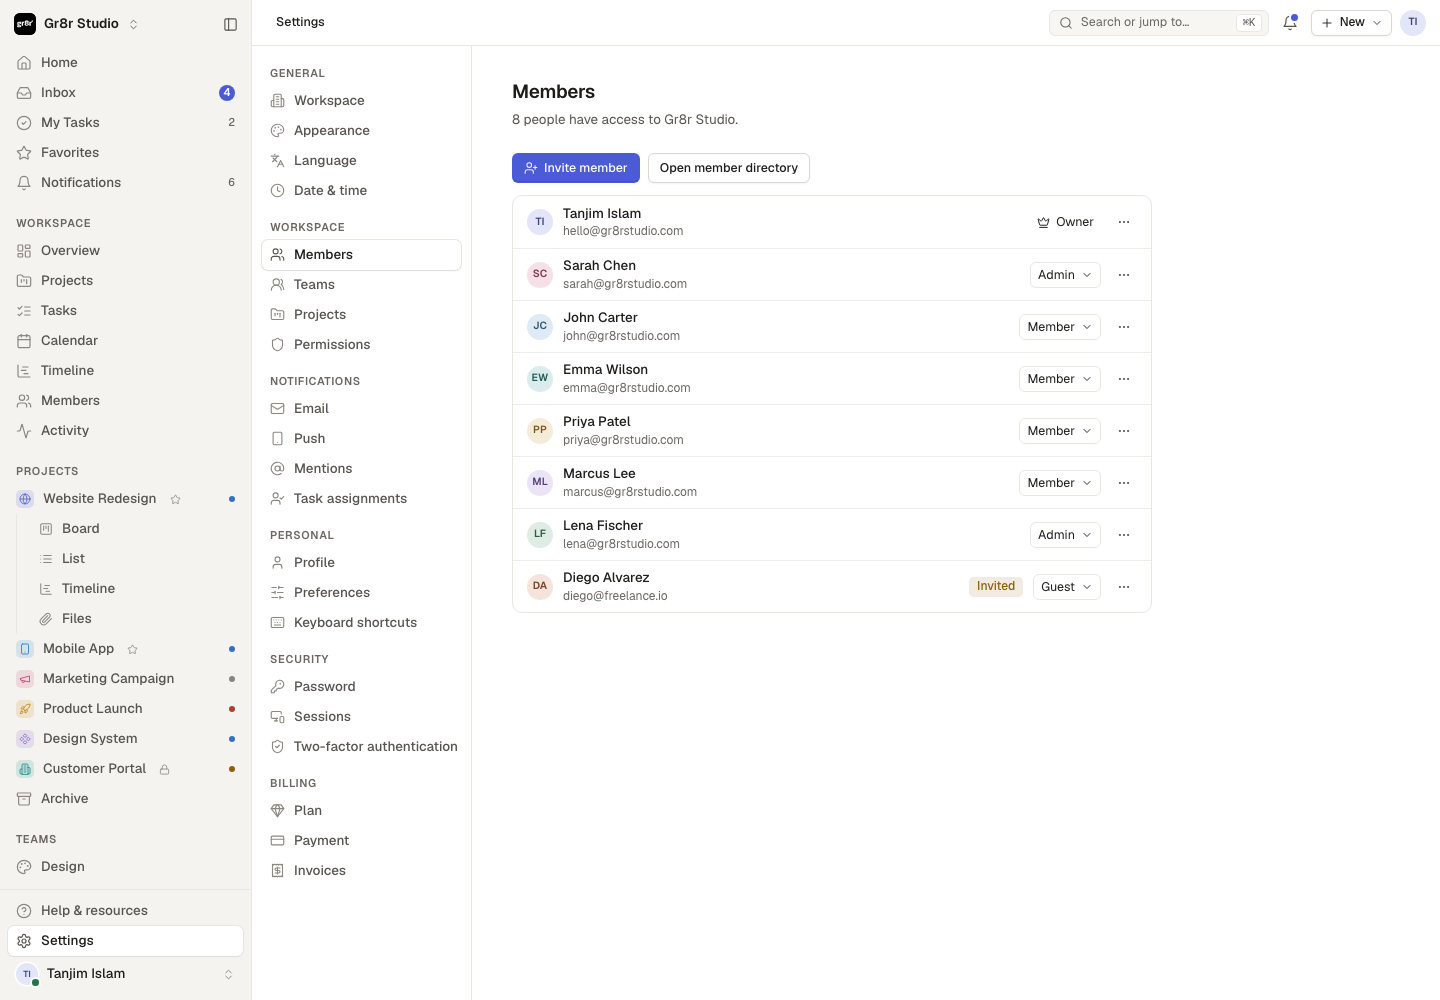 gr8r
Gr8r Studio
Home
Inbox 4
My Tasks 2
Favorites
Notifications 6
WORKSPACE
Overview
Projects
Tasks
Calendar
Timeline
Members
Activity
PROJECTS
Website Redesign
Board
List
Timeline
Files
Mobile App
Marketing Campaign
Product Launch
Design System
Customer Portal
Archive
TEAMS
Design
Help & resources
Settings
TI Tanjim Islam
Settings
Search or jump to... ⌘K
New
TI
GENERAL
Workspace
Appearance
Language
Date & time
WORKSPACE
Members
Teams
Projects
Permissions
NOTIFICATIONS
Email
Push
Mentions
Task assignments
PERSONAL
Profile
Preferences
Keyboard shortcuts
SECURITY
Password
Sessions
Two-factor authentication
BILLING
Plan
Payment
Invoices
Members
8 people have access to Gr8r Studio.
Invite member
Open member directory
TI Tanjim Islam Owner
hello@gr8rstudio.com
SC Sarah Chen Admin
sarah@gr8rstudio.com
JC John Carter Member
john@gr8rstudio.com
EW Emma Wilson Member
emma@gr8rstudio.com
PP Priya Patel Member
priya@gr8rstudio.com
ML Marcus Lee Member
marcus@gr8rstudio.com
LF Lena Fischer Admin
lena@gr8rstudio.com
DA Diego Alvarez Invited Guest
diego@freelance.io